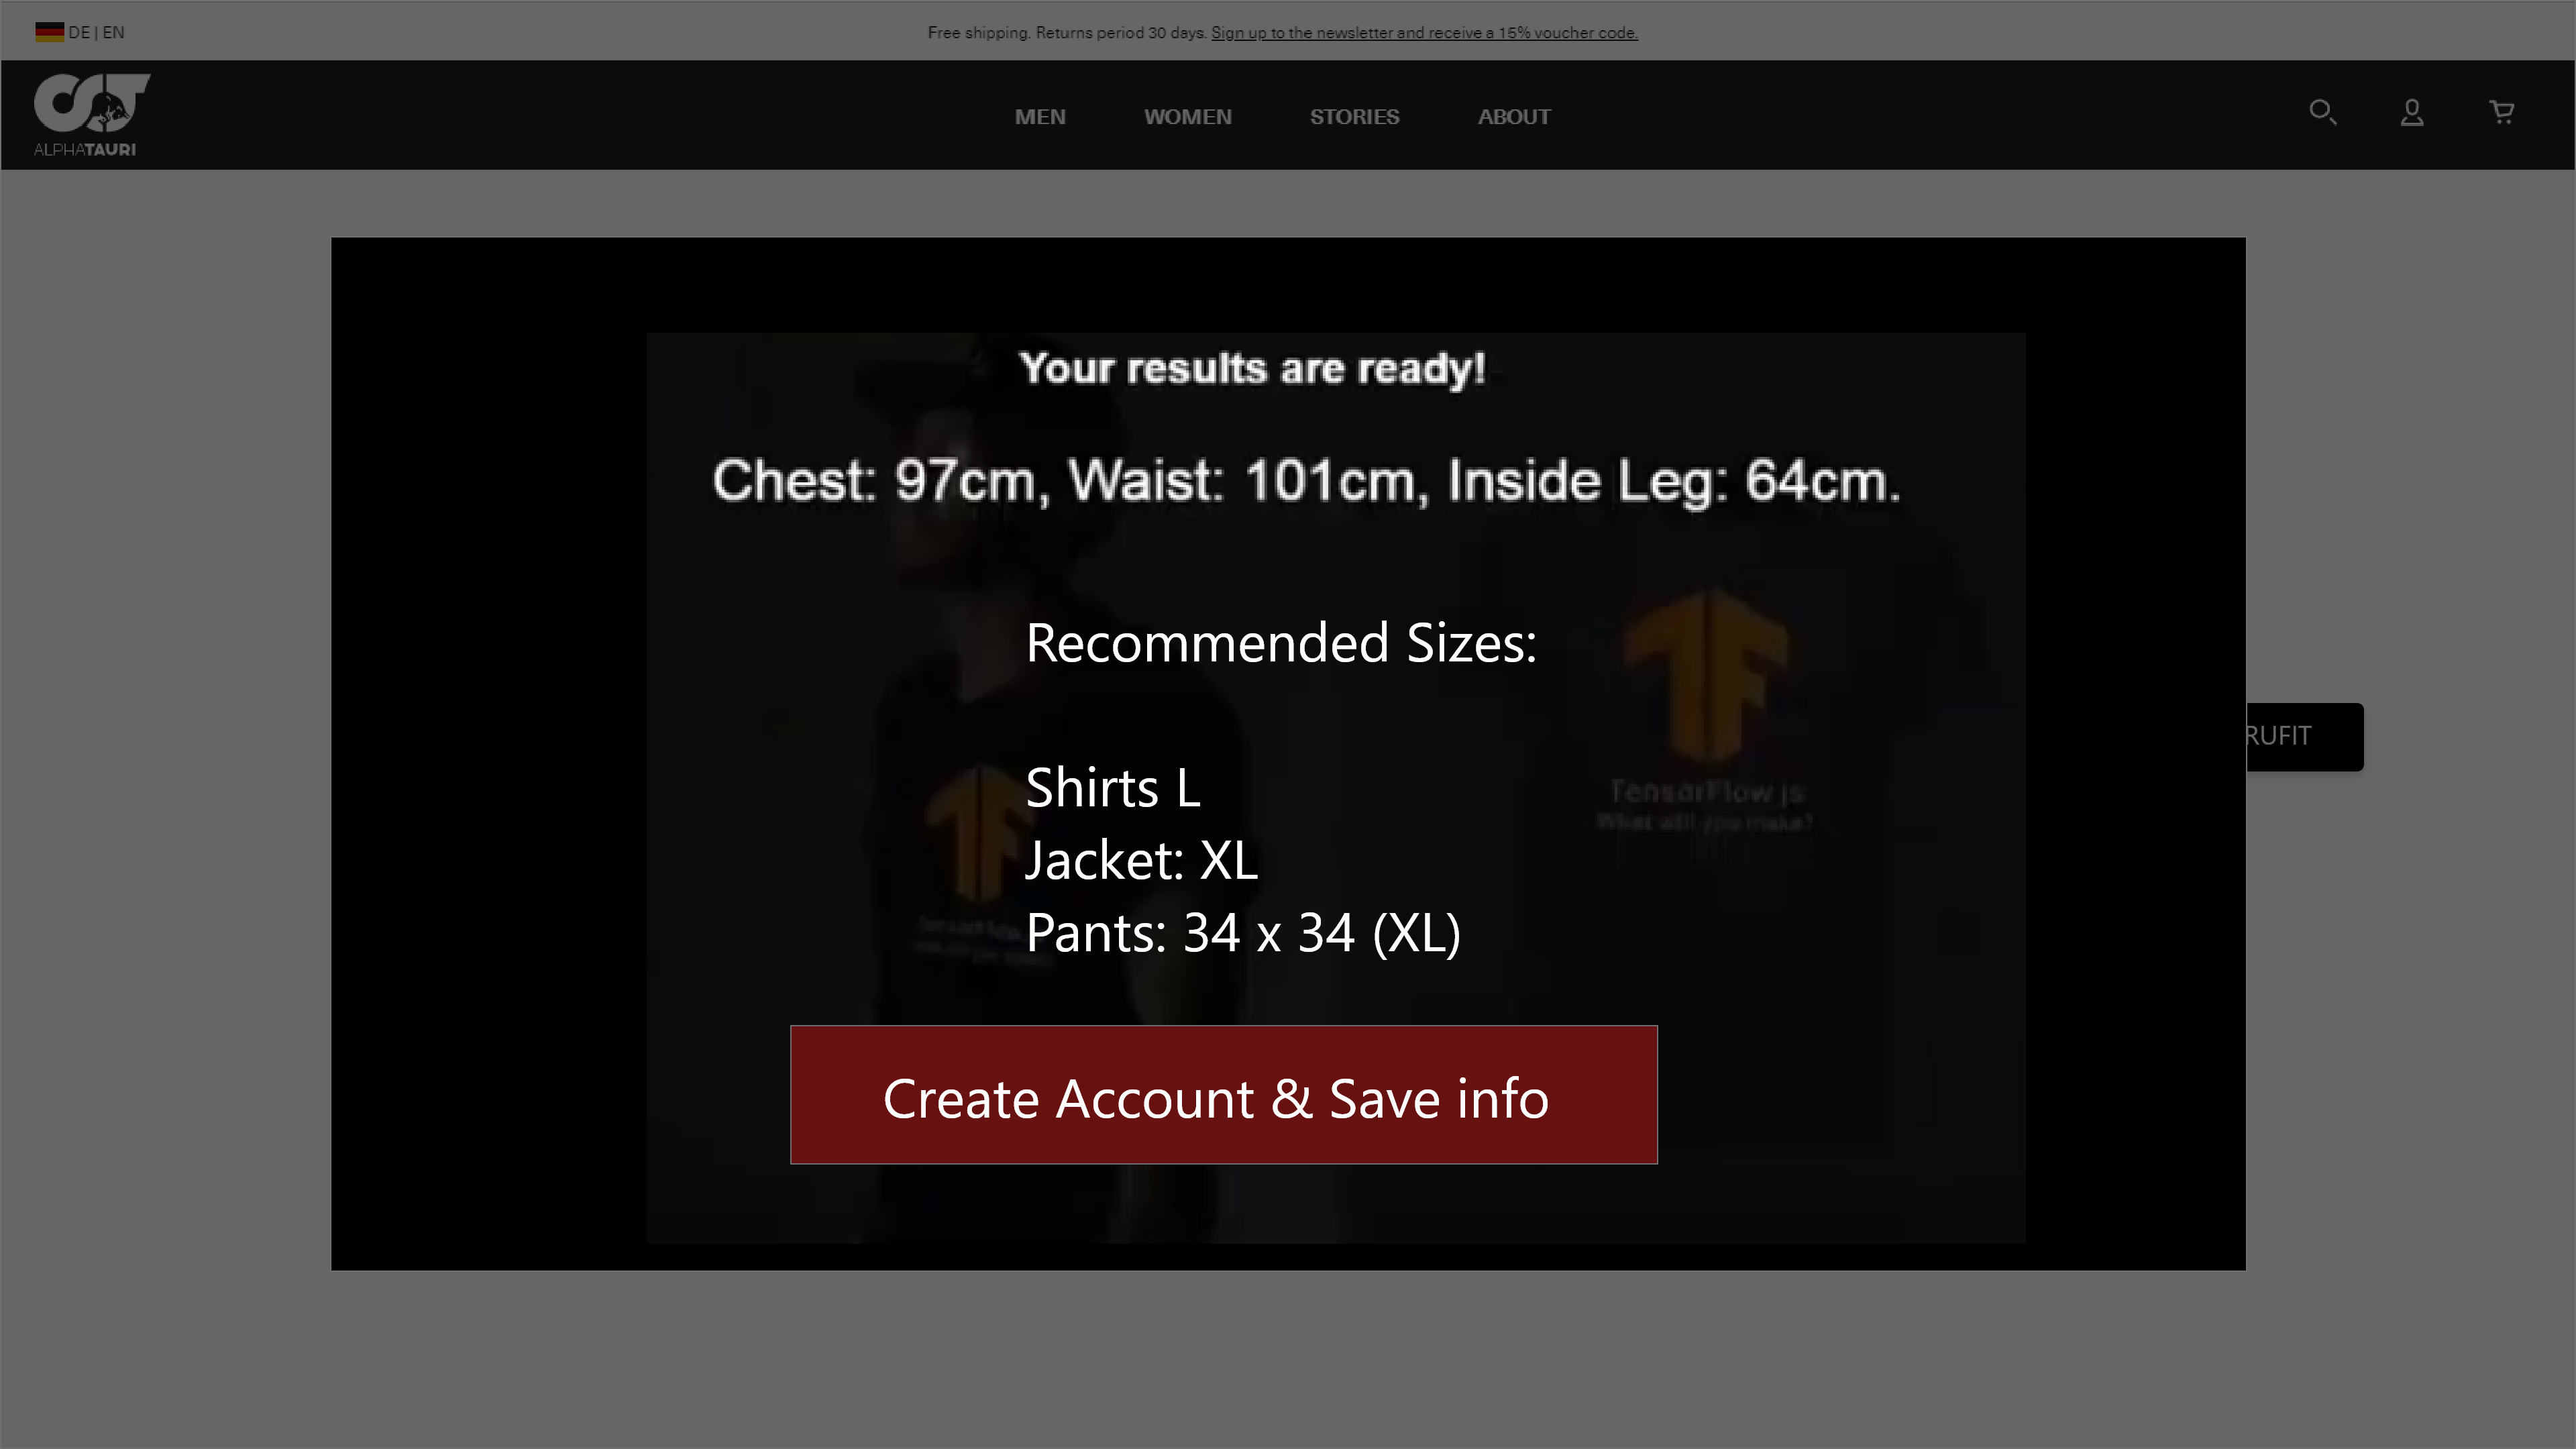 DE | EN
Free shipping. Returns period 30 days. Sign up to the newsletter and receive a 15% voucher code.
ALPHATAURI
MEN WOMEN STORIES ABOUT
Your results are ready!
Chest: 97cm, Waist: 101cm, Inside Leg: 64cm.
Recommended Sizes:
RUFIT
Shirts L
TensorFlow.js
What will you make?
Jacket: XL
Pants: 34 x 34 (XL)
Create Account & Save info